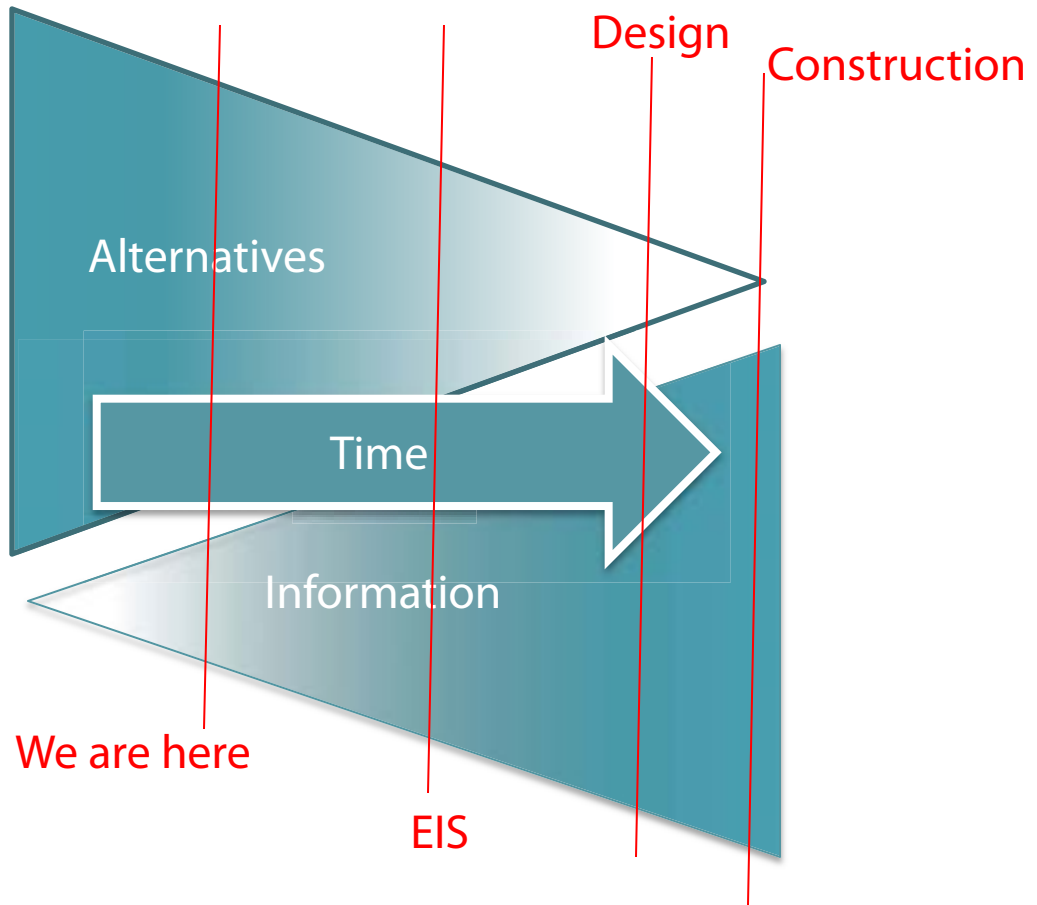 Design
Construction
Alternatives
Time
Information
We are here
EIS